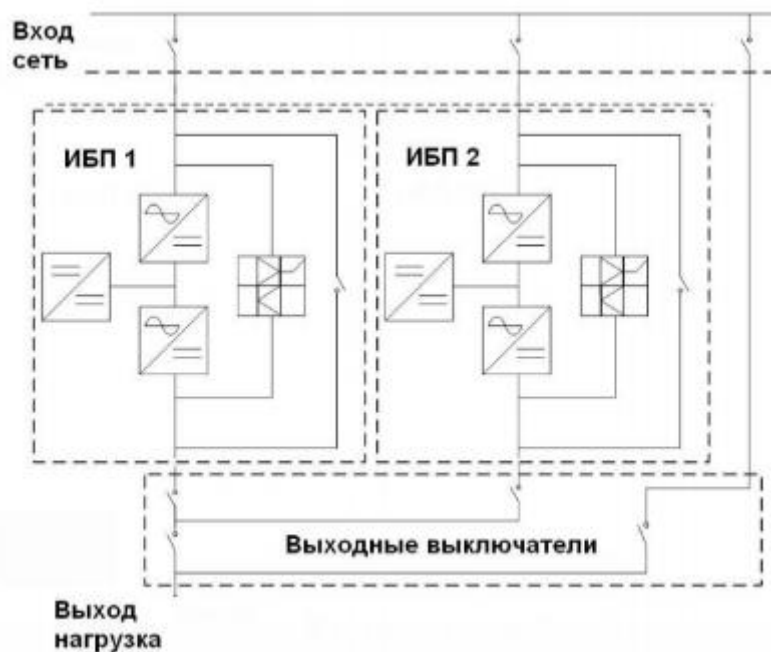 Вход
сеть
ИБП 1
ИБП 2
Выходные выключатели
Выход
нагрузка